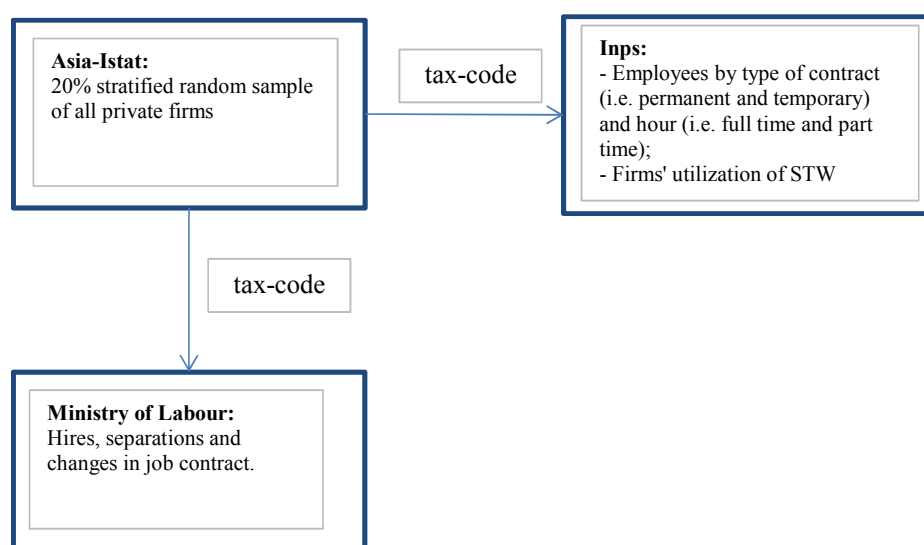 Asia-Istat:
20% stratified random sample
of all private firms
tax-code
Inps:
- Employees by type of contract
(i.e. permanent and temporary)
and hour (i.e. full time and part
time);
- Firms' utilization of STW
tax-code
Ministry of Labour:
Hires, separations and
changes in job contract.